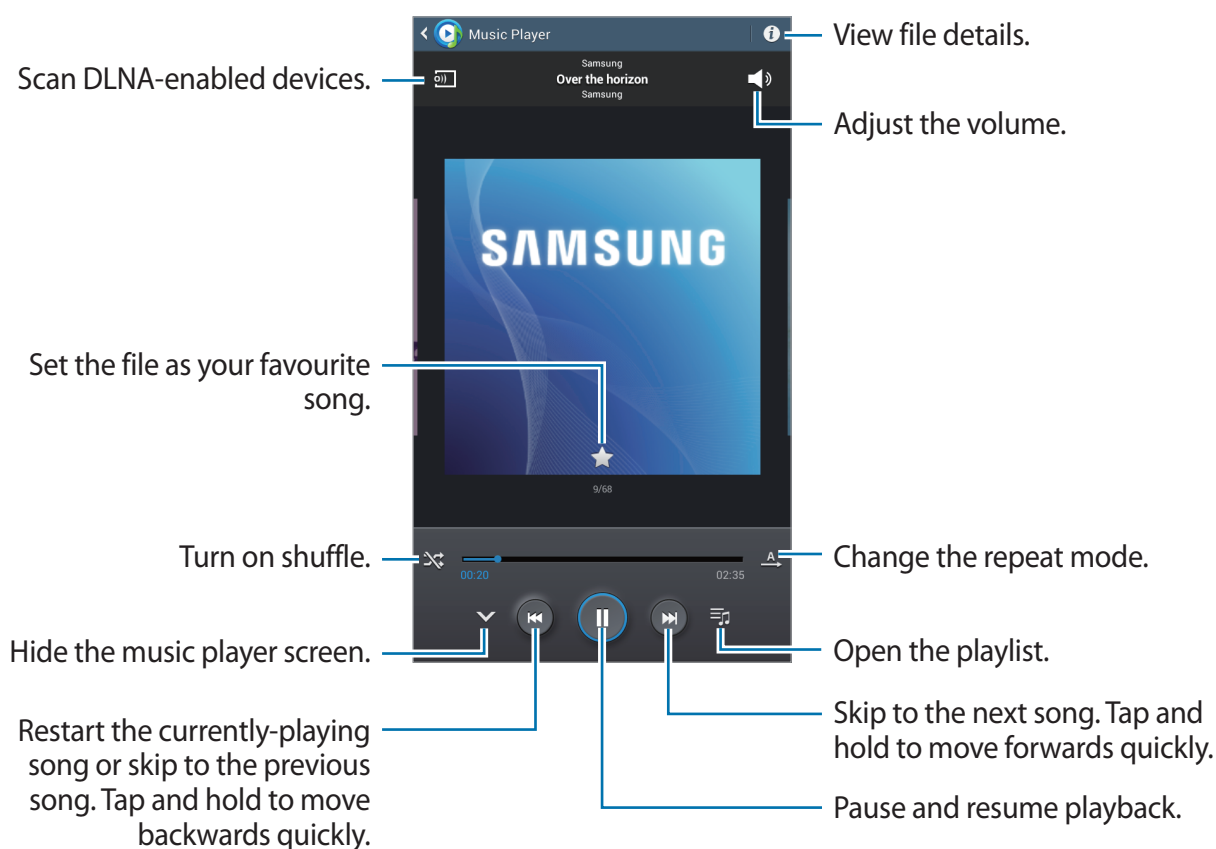 Music Player
View file details.
Scan DLNA-enabled devices.
Samsung
Over the horizon
Samsung
Adjust the volume.
SAMSUNG
Set the file as your favourite
song.
9/68
Turn on shuffle.
A
Change the repeat mode.
00:20
02:35
Hide the music player screen.
Open the playlist.
Restart the currently-playing
song or skip to the previous
song. Tap and hold to move
backwards quickly.
Skip to the next song. Tap and
hold to move forwards quickly.
Pause and resume playback.